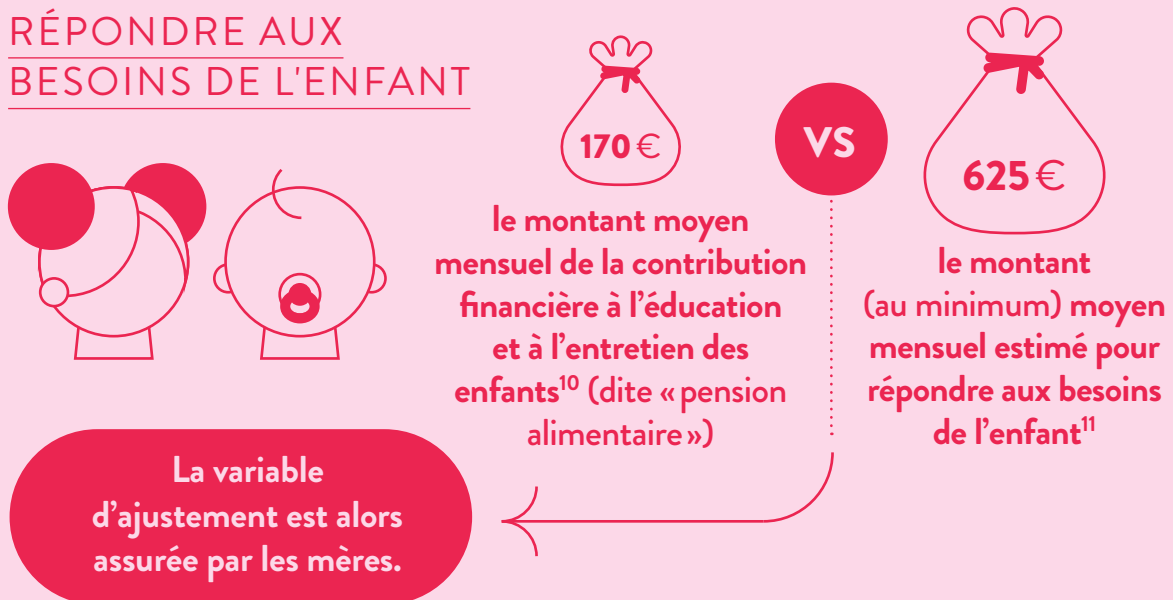 RÉPONDRE AUX
BESOINS DE L'ENFANT
170 €
le montant moyen
mensuel de la contribution
financière à l’éducation
et à l’entretien des
enfants¹⁰ (dite « pension
alimentaire »)
VS
625 €
le montant
(au minimum) moyen
mensuel estimé pour
répondre aux besoins
de l’enfant¹¹
La variable
d’ajustement est alors
assurée par les mères.